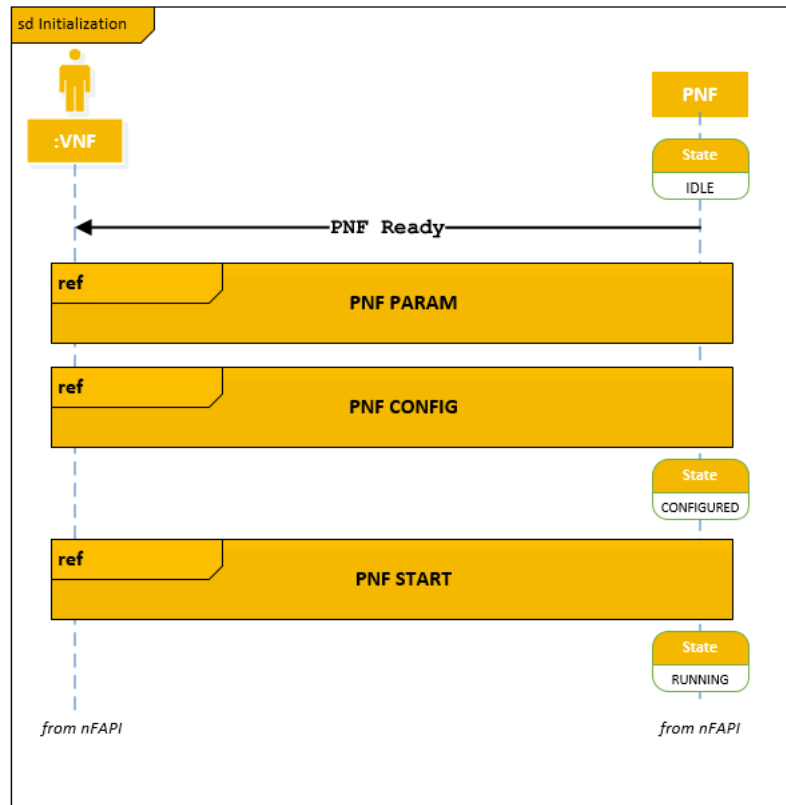 sd Initialization
:VNF
PNF
State
IDLE
PNF Ready
ref
PNF PARAM
ref
PNF CONFIG
State
CONFIGURED
ref
PNF START
State
RUNNING
from nFAPI
from nFAPI